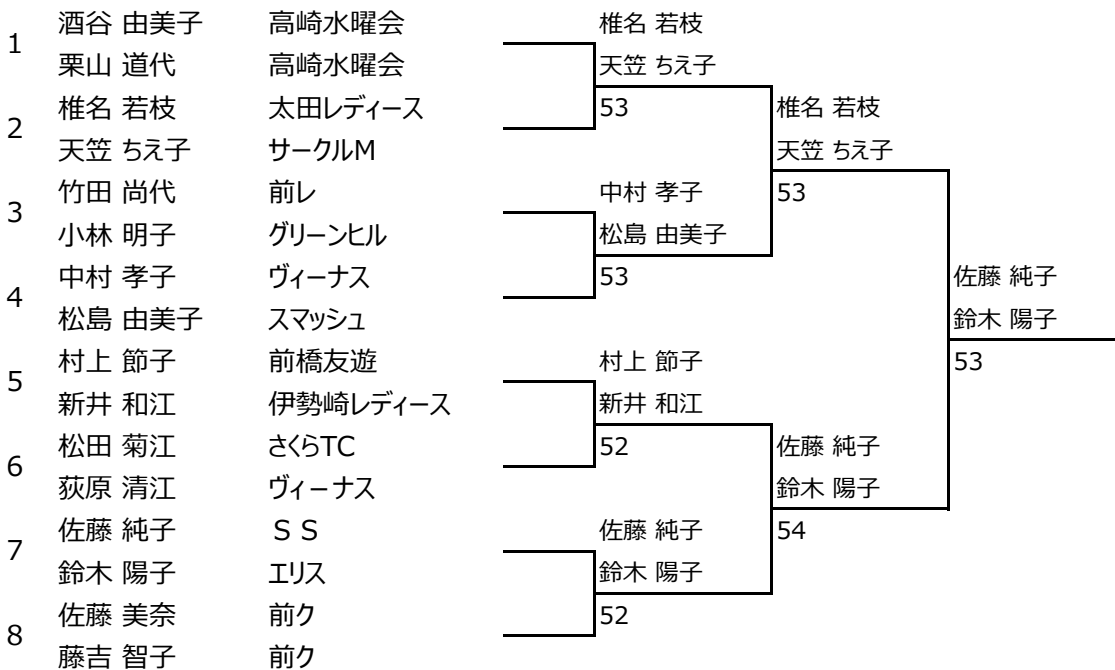 酒谷 由美子 高崎水曜会 椎名 若枝
1
栗山 道代 高崎水曜会 天笠 ちえ子
椎名 若枝 太田レディース 53 椎名 若枝
2
天笠 ちえ子 サークルM 天笠 ちえ子
竹田 尚代 前レ 中村 孝子 53
3
小林 明子 グリーンヒル 松島 由美子
中村 孝子 ヴィーナス 53 佐藤 純子
4
松島 由美子 スマッシュ 鈴木 陽子
村上 節子 前橋友遊 村上 節子 53
5
新井 和江 伊勢崎レディース 新井 和江
松田 菊江 さくらTC 52 佐藤 純子
6
荻原 清江 ヴィーナス 鈴木 陽子
佐藤 純子 ＳＳ 佐藤 純子 54
7
鈴木 陽子 エリス 鈴木 陽子
佐藤 美奈 前ク 52
8
藤吉 智子 前ク